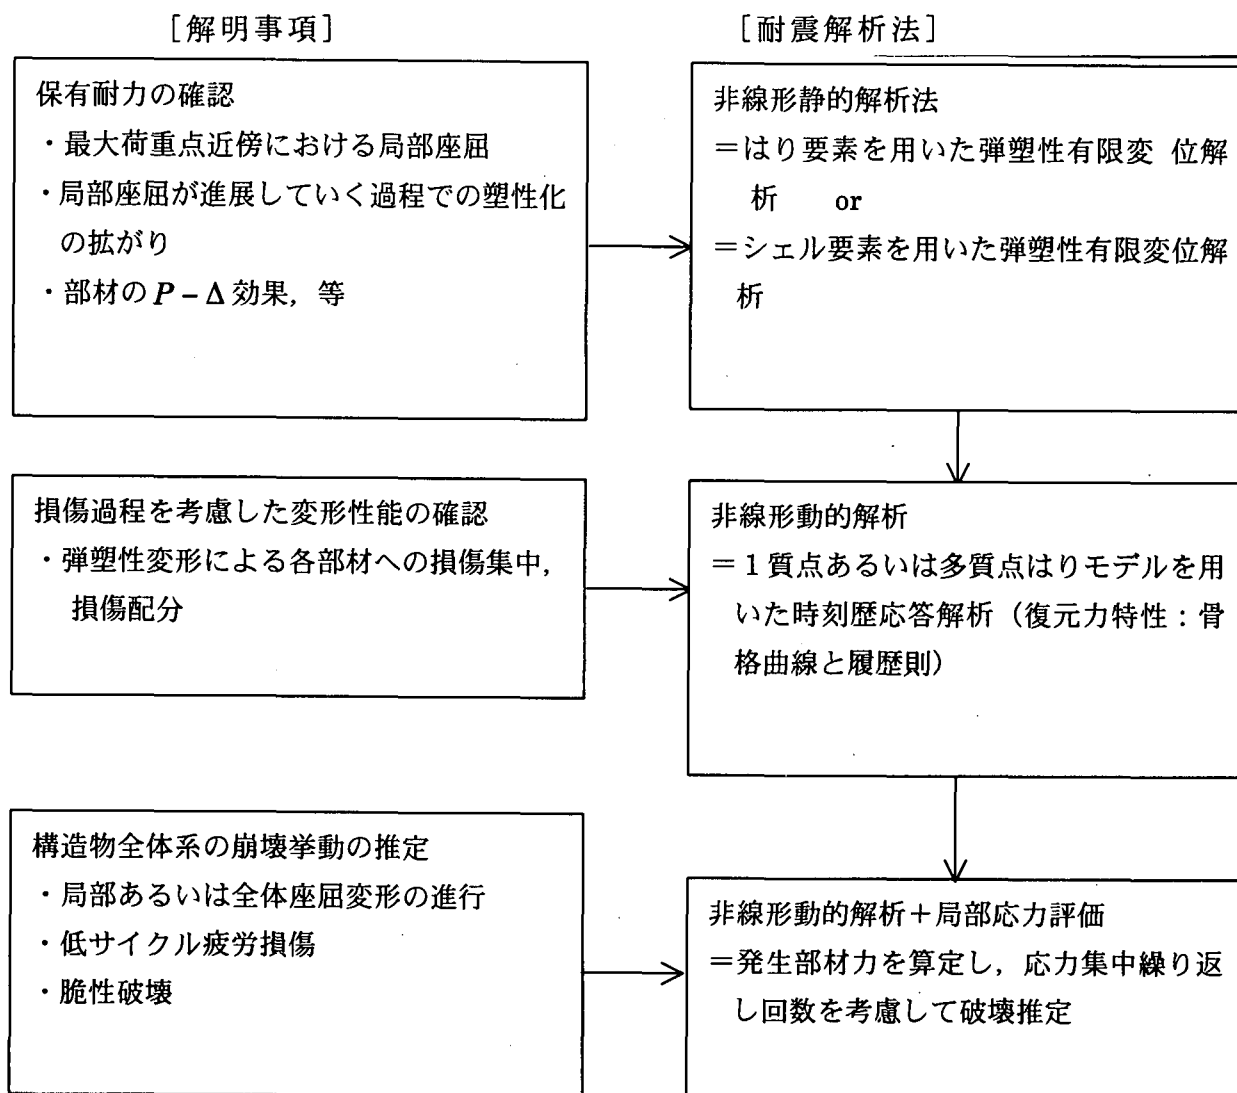 ［解明事項］
［耐震解析法］
保有耐力の確認
・最大荷重点近傍における局部座屈
・局部座屈が進展していく過程での塑性化
の拡がり
・部材のP－Δ効果，等
非線形静的解析法
＝はり要素を用いた弾塑性有限変 位解
析　or
＝シェル要素を用いた弾塑性有限変位解
析
損傷過程を考慮した変形性能の確認
・弾塑性変形による各部材への損傷集中，
損傷配分
非線形動的解析
＝１質点あるいは多質点はりモデルを用
いた時刻歴応答解析（復元力特性：骨
格曲線と履歴則）
構造物全体系の崩壊挙動の推定
・局部あるいは全体座屈変形の進行
・低サイクル疲労損傷
・脆性破壊
非線形動的解析＋局部応力評価
＝発生部材力を算定し，応力集中繰り返
し回数を考慮して破壊推定